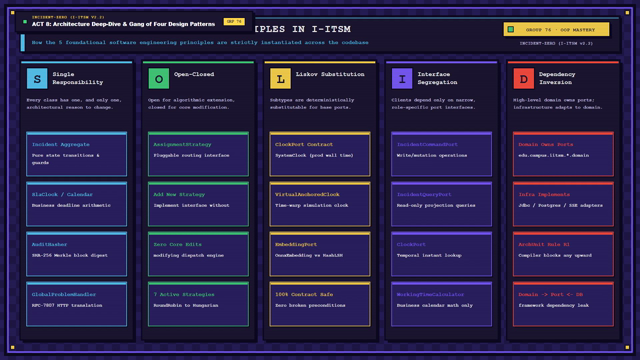 INCIDENT-ZERO (I-ITSM V2.3)
ACT 8: Architecture Deep-Dive & Gang of Four Design Patterns
GRP 76
IPLES IN I-ITSM
GROUP 76 · OOP MASTERY
How the 5 foundational software engineering principles are strictly instantiated across the codebase
INCIDENT-ZERO (I-ITSM v2.3)
S
Single Responsibility
Every class has one, and only one, architectural reason to change.
Incident Aggregate
Pure state transitions & guards
SlaClock / Calendar
Business deadline arithmetic
AuditHasher
SHA-256 Merkle block digest
GlobalProblemHandler
RFC-7807 HTTP translation
O
Open-Closed
Open for algorithm extension, closed for core modification.
AssignmentStrategy
Pluggable routing interface
Add New Strategy
Implement interface without
Zero Core Edits
modifying dispatch engine
7 Active Strategies
RoundRobin to Hungarian
L
Liskov Substitution
Subtypes are deterministically substitutable for base ports.
ClockPort Contract
SystemClock (prod wall time)
VirtualAnchoredClock
Time-warp simulation clock
EmbeddingPort
OnnxEmbedding vs HashLSH
100% Contract Safe
Zero broken preconditions
I
Interface Segregation
Clients depend on narrow, role-specific port interfaces.
IncidentCommandPort
Write/mutation operations
IncidentQueryPort
Read-only projection queries
ClockPort
Temporal instant lookup
WorkingTimeCalculator
Business calendar math only
D
Dependency Inversion
High-level domain owns ports; infrastructure adapts to domain.
Domain Owns Ports
edu.campus.iitsm.*.domain
Infra Implements
Jdbc / Postgres / SSE adapters
ArchUnit Rule R1
Compiler blocks any upward
Domain -> Port <- DB
framework dependency leak